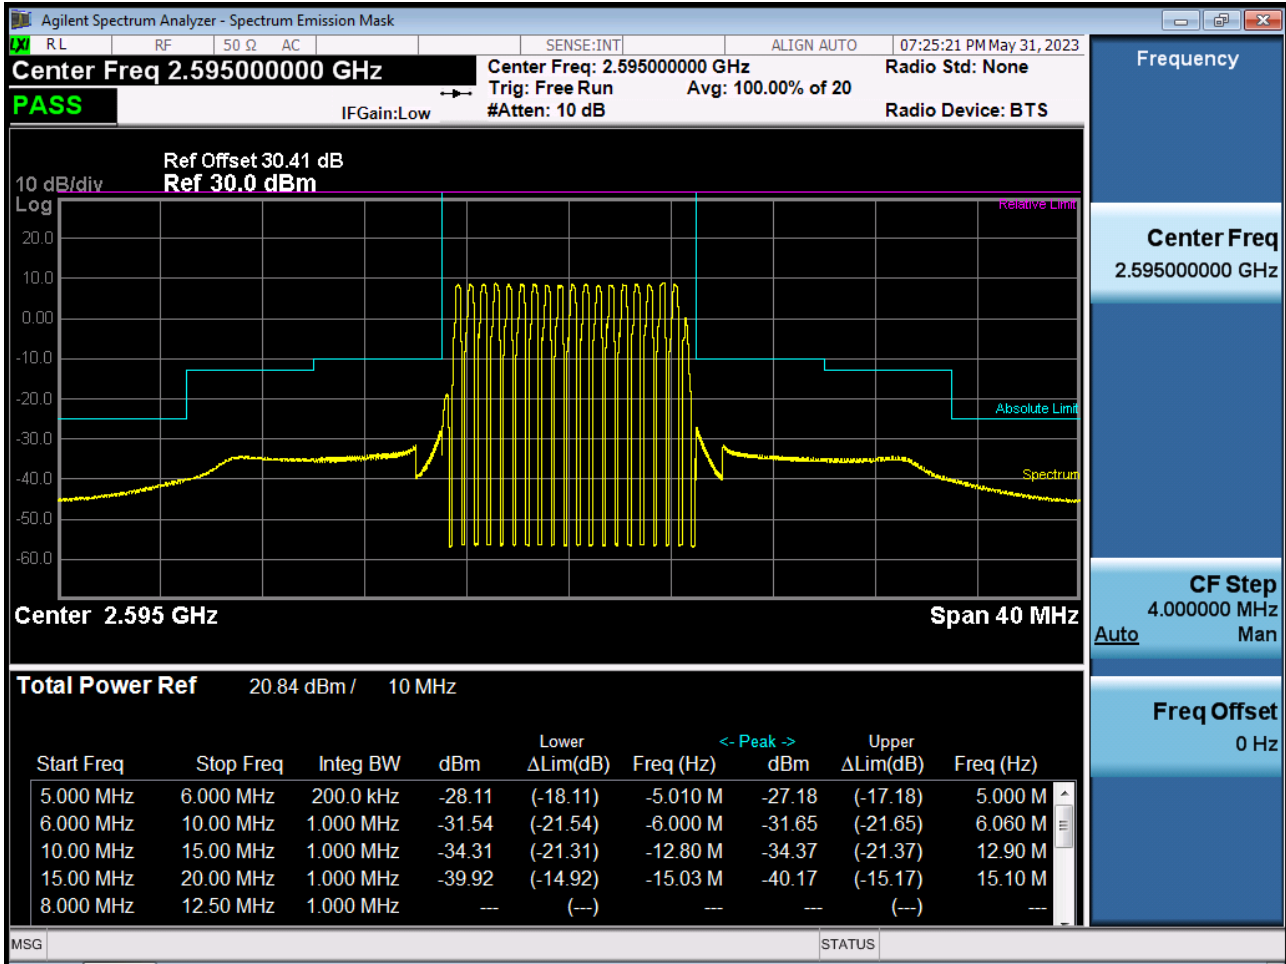 Agilent Spectrum Analyzer - Spectrum Emission Mask
LXI RL RF 50 Ω AC SENSE:INT ALIGN AUTO 07:25:21 PM May 31, 2023
Center Freq 2.595000000 GHz
Center Freq: 2.595000000 GHz Radio Std: None
Trig: Free Run Avg: 100.00% of 20
PASS
IFGain:Low #Atten: 10 dB Radio Device: BTS
Ref Offset 30.41 dB
10 dB/div Ref 30.0 dBm
Log
Relative Limit
20.0
10.0
0.00
-10.0
-20.0
Absolute Limit
-30.0
-40.0
Spectrum
-50.0
-60.0
Center 2.595 GHz Span 40 MHz
Total Power Ref 20.84 dBm / 10 MHz
Lower <- Peak -> Upper
Start Freq Stop Freq Integ BW dBm ΔLim(dB) Freq (Hz) dBm ΔLim(dB) Freq (Hz)
5.000 MHz 6.000 MHz 200.0 kHz -28.11 (-18.11) -5.010 M -27.18 (-17.18) 5.000 M
6.000 MHz 10.00 MHz 1.000 MHz -31.54 (-21.54) -6.000 M -31.65 (-21.65) 6.060 M
10.00 MHz 15.00 MHz 1.000 MHz -34.31 (-21.31) -12.80 M -34.37 (-21.37) 12.90 M
15.00 MHz 20.00 MHz 1.000 MHz -39.92 (-14.92) -15.03 M -40.17 (-15.17) 15.10 M
8.000 MHz 12.50 MHz 1.000 MHz --- (---) --- --- (---) ---
MSG STATUS
Frequency
Center Freq
2.595000000 GHz
CF Step
4.000000 MHz
Auto Man
Freq Offset
0 Hz